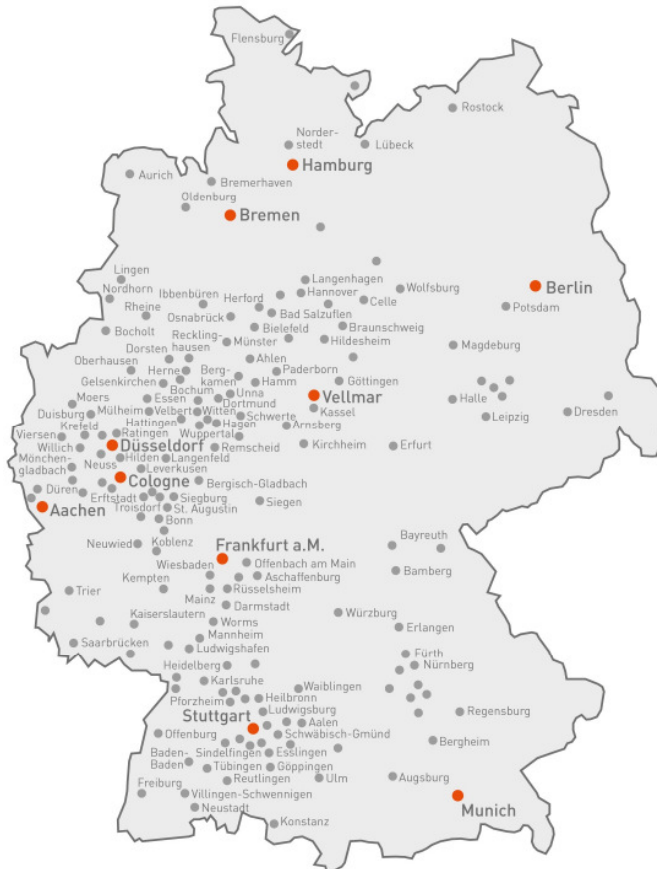 Flensburg
Rostock
Norder-
stedt
Lübeck
Hamburg
Aurich
Bremerhaven
Oldenburg
Bremen
Lingen
Langenhagen
Nordhorn
Ibbenbüren
Herford
Hannover
Wolfsburg
Berlin
Rheine
Celle
Potsdam
Osnabrück
Bad Salzuflen
Bocholt
Bielefeld
Braunschweig
Reckling-
hausen
Münster
Hildesheim
Magdeburg
Dorsten
Oberhausen
Ahlen
Herne
Berg-
kamen
Paderborn
Gelsenkirchen
Hamm
Göttingen
Bochum
Unna
Vellmar
Moers
Essen
Dortmund
Kassel
Halle
Duisburg
Mülheim
Velbert
Witten
Schwerte
Leipzig
Dresden
Hattingen
Hagen
Arnsberg
Krefeld
Ratingen
Wuppertal
Viersen
Düsseldorf
Remscheid
Kirchheim
Erfurt
Willich
Hilden
Langenfeld
Mönchen-
gladbach
Neuss
Leverkusen
Cologne
Bergisch-Gladbach
Düren
Erftstadt
Siegburg
Siegen
Aachen
Troisdorf
St. Augustin
Bonn
Neuwied
Koblenz
Bayreuth
Frankfurt a.M.
Wiesbaden
Offenbach am Main
Bamberg
Kempten
Aschaffenburg
Trier
Mainz
Rüsselsheim
Darmstadt
Würzburg
Kaiserslautern
Worms
Erlangen
Mannheim
Saarbrücken
Ludwigshafen
Fürth
Heidelberg
Nürnberg
Karlsruhe
Waiblingen
Pforzheim
Heilbronn
Ludwigsburg
Regensburg
Stuttgart
Aalen
Offenburg
Schwäbisch-Gmünd
Bergheim
Baden-
Baden
Sindelfingen
Esslingen
Tübingen
Göppingen
Reutlingen
Ulm
Augsburg
Freiburg
Villingen-Schwennigen
Munich
Neustadt
Konstanz